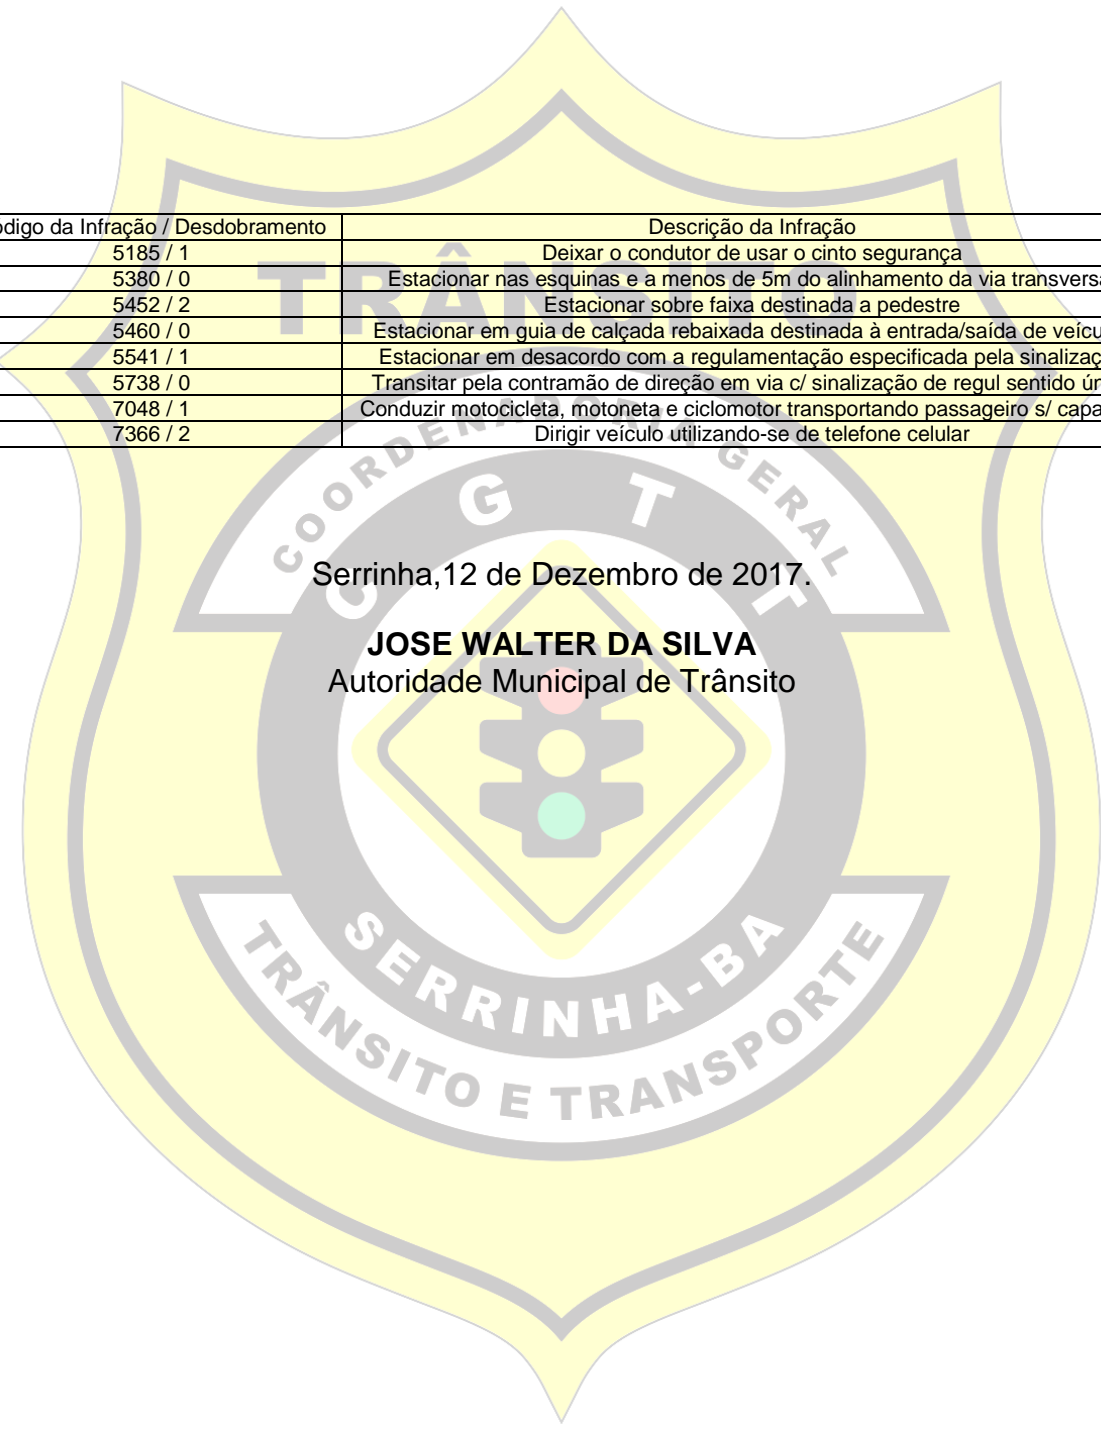 ódigo da Infração / Desdobramento Descrição da Infração
5185 / 1 Deixar o condutor de usar o cinto segurança
5380 / 0 Estacionar nas esquinas e a menos de 5m do alinhamento da via transversa
5452 / 2 Estacionar sobre faixa destinada a pedestre
5460 / 0 Estacionar em guia de calçada rebaixada destinada à entrada/saída de veícu
5541 / 1 Estacionar em desacordo com a regulamentação especificada pela sinalizaç
5738 / 0 Transitar pela contramão de direção em via c/ sinalização de regul sentido ún
7048 / 1 Conduzir motocicleta, motoneta e ciclomotor transportando passageiro s/ capa
7366 / 2 Dirigir veículo utilizando-se de telefone celular
TRÂNSITO
COORDENADORIA GERAL
C G T T
Serrinha,12 de Dezembro de 2017.
JOSE WALTER DA SILVA
Autoridade Municipal de Trânsito
SERRINHA-BA
TRÂNSITO E TRANSPORTE